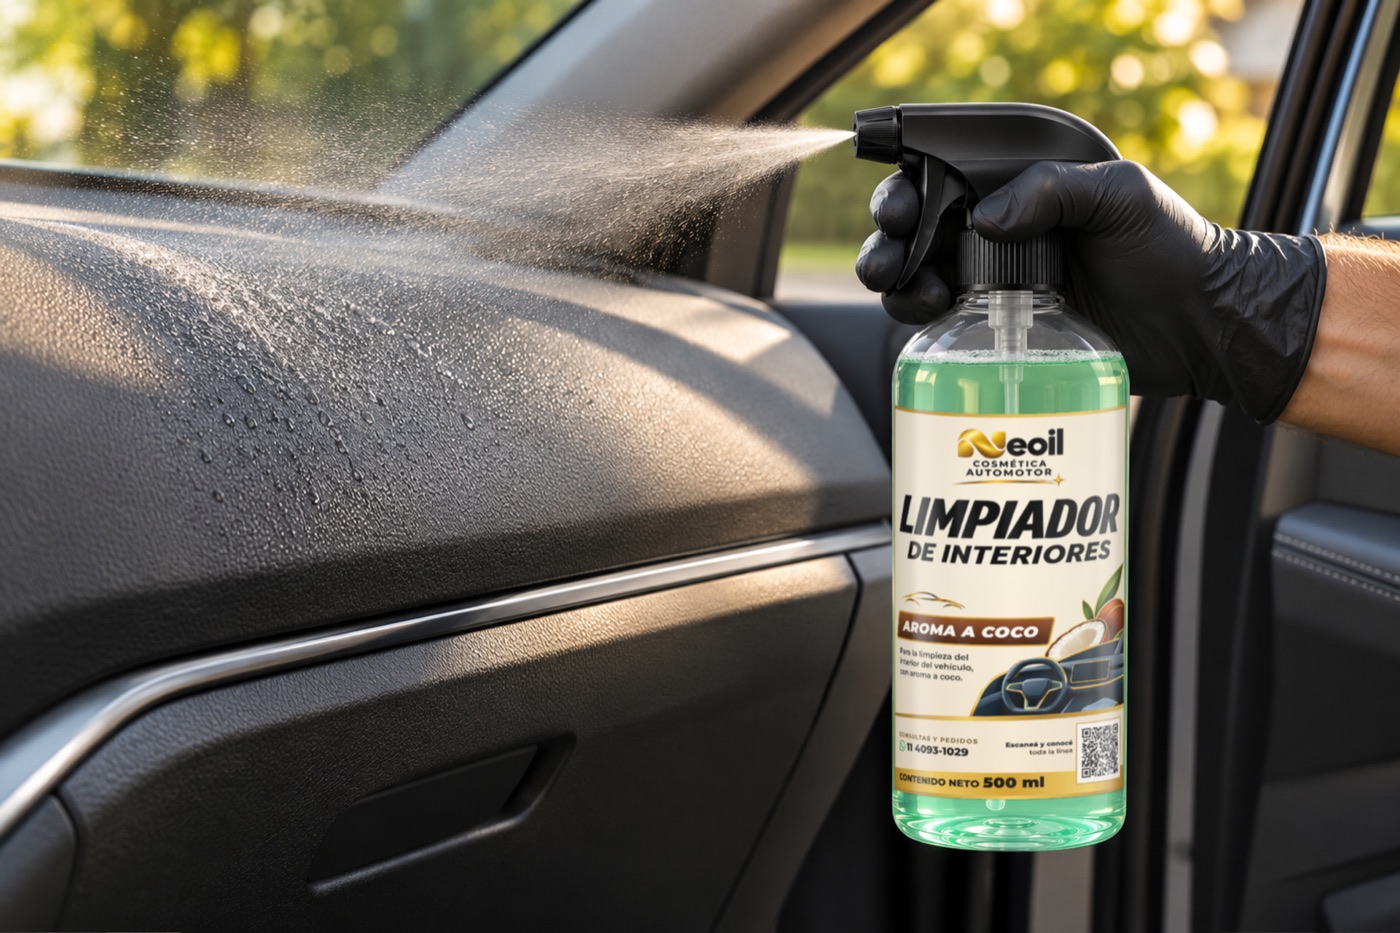 Neoil
COSMÉTICA
AUTOMOTOR
LIMPIADOR
DE INTERIORES
AROMA A COCO
Para la limpieza del
interior del vehículo,
con aroma a coco.
CONSULTAS Y PEDIDOS
11 4093-1029
Escaneá y conocé
toda la línea
CONTENIDO NETO 500 ml